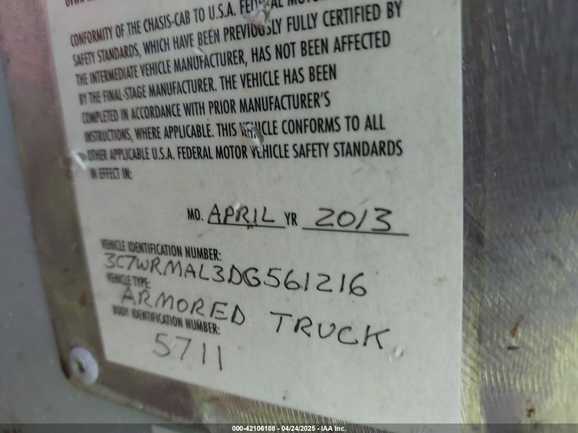 CONFORMITY OF THE CHASIS-CAB TO U.S.A. FEDERAL
SAFETY STANDARDS, WHICH HAVE BEEN PREVIOUSLY FULLY CERTIFIED BY
THE INTERMEDIATE VEHICLE MANUFACTURER, HAS NOT BEEN AFFECTED
BY THE FINAL-STAGE MANUFACTURER. THE VEHICLE HAS BEEN
COMPLETED IN ACCORDANCE WITH PRIOR MANUFACTURER'S
INSTRUCTIONS, WHERE APPLICABLE. THIS VEHICLE CONFORMS TO ALL
OTHER APPLICABLE U.S.A. FEDERAL MOTOR VEHICLE SAFETY STANDARDS
IN EFFECT IN:
MO. APRIL YR 2013
VEHICLE IDENTIFICATION NUMBER:
3C7WRMAL3DG561216
VEHICLE TYPE:
ARMORED TRUCK
BODY IDENTIFICATION NUMBER:
5711
000-42106188 - 04/24/2025 - IAA Inc.